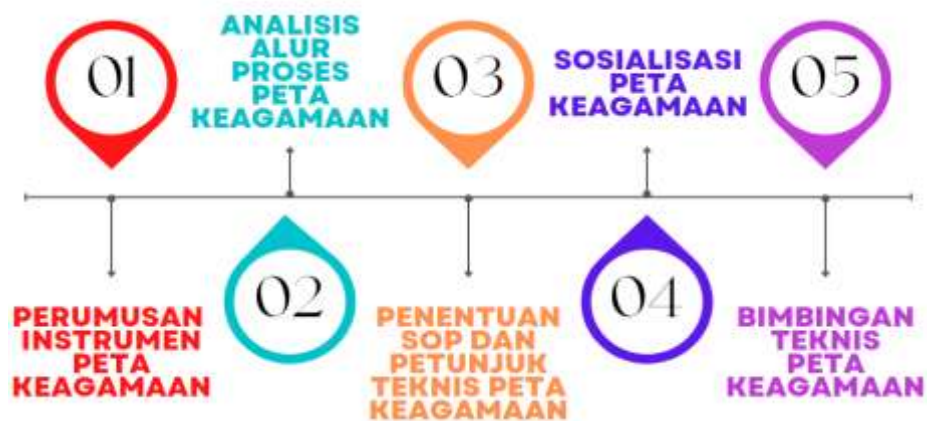 01
PERUMUSAN
INSTRUMEN
PETA
KEAGAMAAN
ANALISIS
ALUR
PROSES
PETA
KEAGAMAAN
02
03
PENENTUAN
SOP DAN
PETUNJUK
TEKNIS PETA
KEAGAMAAN
SOSIALISASI
PETA
KEAGAMAAN
04
05
BIMBINGAN
TEKNIS
PETA
KEAGAMAAN